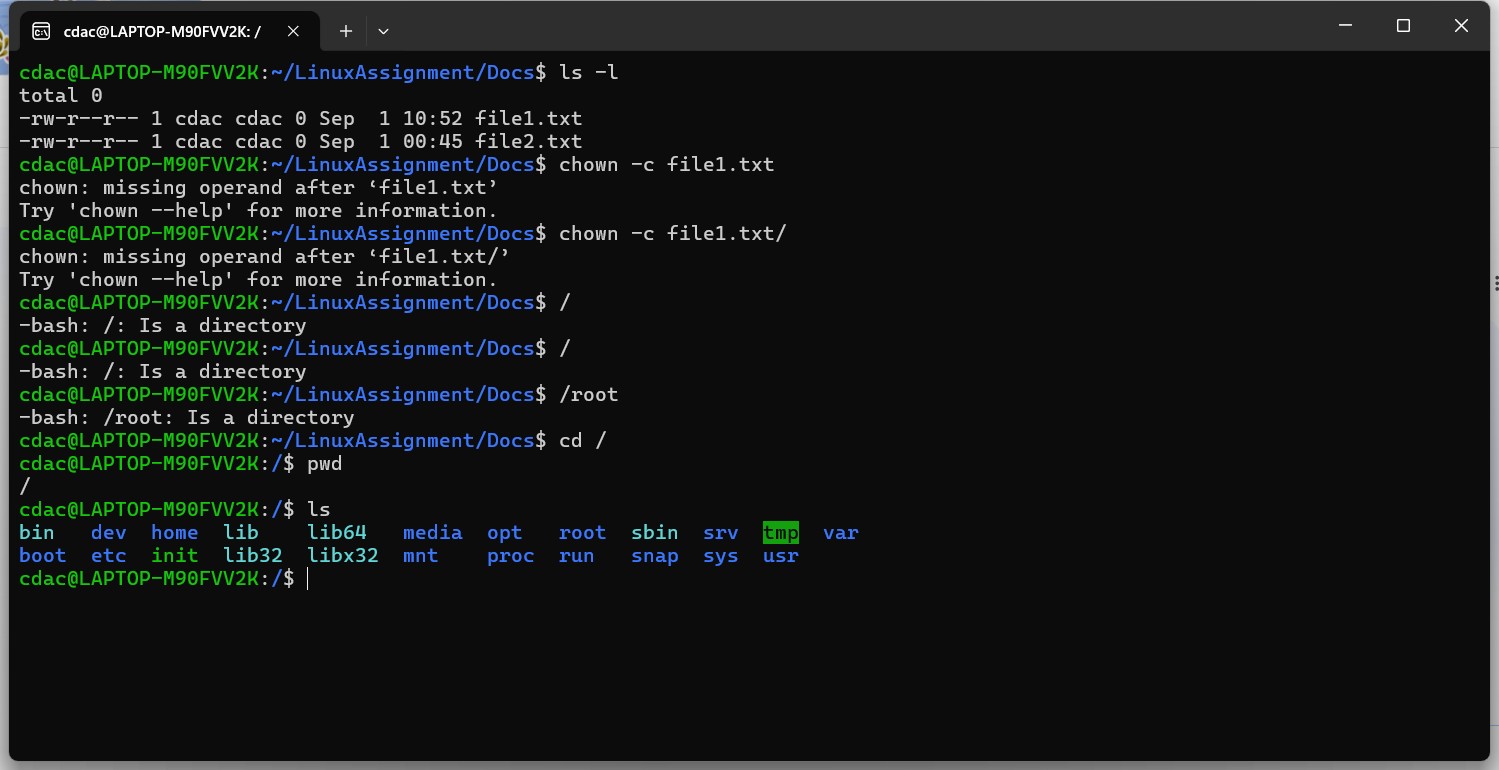 cdac@LAPTOP-M90FVV2K: /
cdac@LAPTOP-M90FVV2K:~/LinuxAssignment/Docs$ ls -l
total 0
-rw-r--r-- 1 cdac cdac 0 Sep  1 10:52 file1.txt
-rw-r--r-- 1 cdac cdac 0 Sep  1 00:45 file2.txt
cdac@LAPTOP-M90FVV2K:~/LinuxAssignment/Docs$ chown -c file1.txt
chown: missing operand after ‘file1.txt’
Try 'chown --help' for more information.
cdac@LAPTOP-M90FVV2K:~/LinuxAssignment/Docs$ chown -c file1.txt/
chown: missing operand after ‘file1.txt/’
Try 'chown --help' for more information.
cdac@LAPTOP-M90FVV2K:~/LinuxAssignment/Docs$ /
-bash: /: Is a directory
cdac@LAPTOP-M90FVV2K:~/LinuxAssignment/Docs$ /
-bash: /: Is a directory
cdac@LAPTOP-M90FVV2K:~/LinuxAssignment/Docs$ /root
-bash: /root: Is a directory
cdac@LAPTOP-M90FVV2K:~/LinuxAssignment/Docs$ cd /
cdac@LAPTOP-M90FVV2K:/$ pwd
/
cdac@LAPTOP-M90FVV2K:/$ ls
bin   dev  home  lib    lib64   media  opt   root  sbin  srv  tmp  var
boot  etc  init  lib32  libx32  mnt    proc  run   snap  sys  usr
cdac@LAPTOP-M90FVV2K:/$